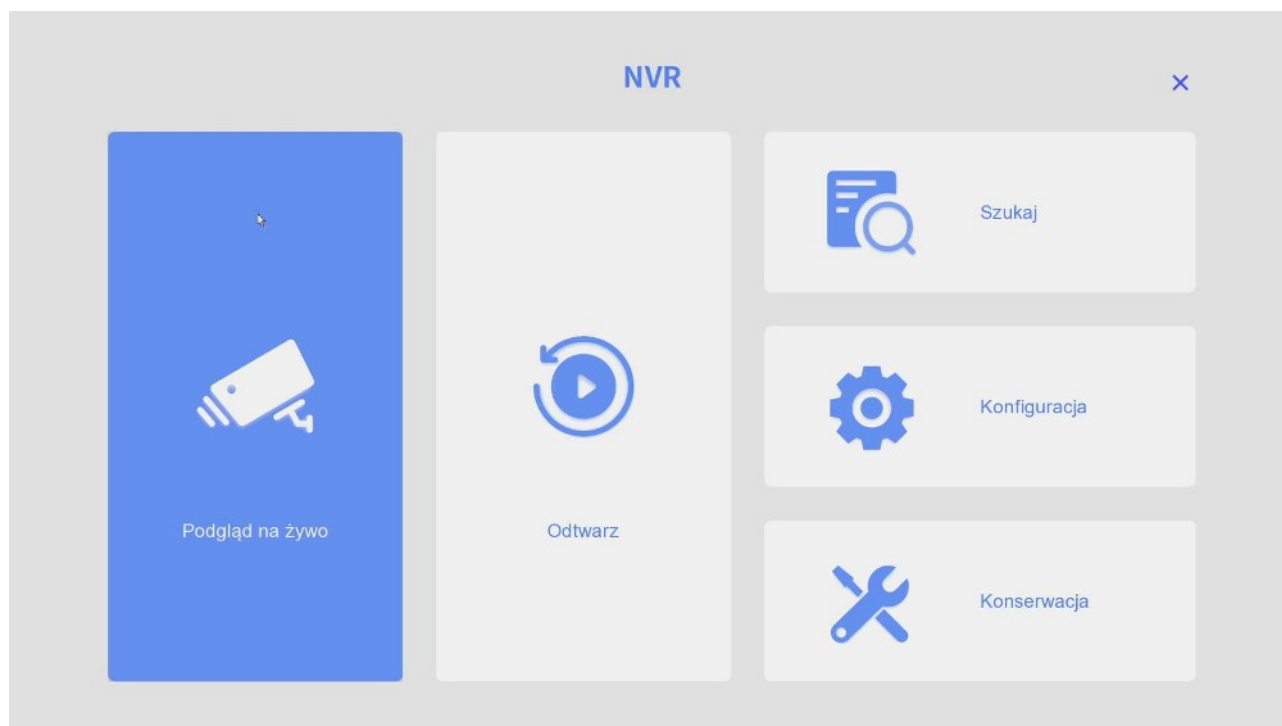 NVR
Podgląd na żywo
Odtwarz
Szukaj
Konfiguracja
Konserwacja